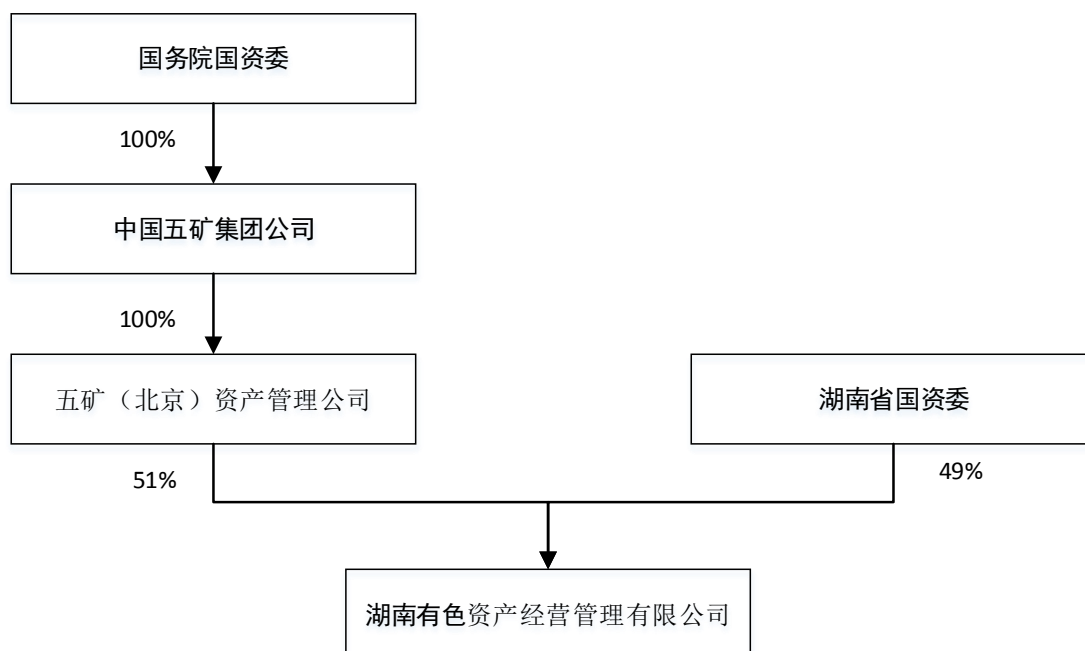 国务院国资委
100%
中国五矿集团公司
100%
五矿（北京）资产管理公司
湖南省国资委
51%
49%
湖南有色资产经营管理有限公司